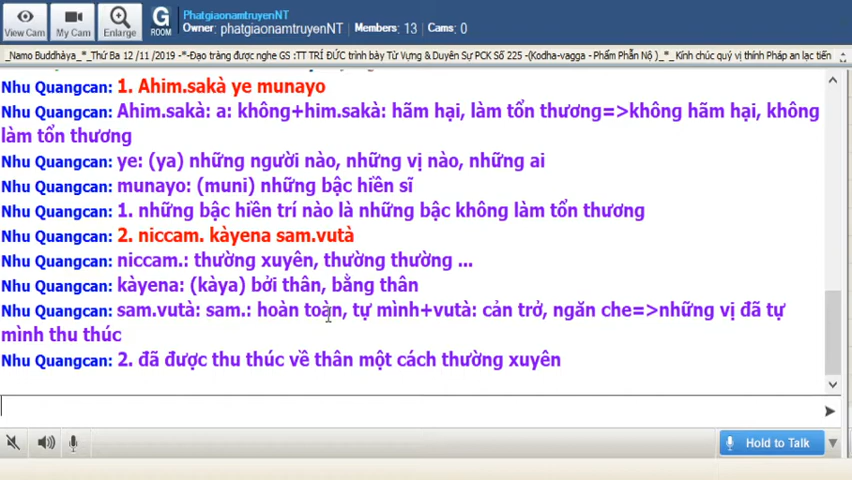 View Cam
My Cam
Enlarge
G
ROOM
PhatgiaonamtruyenNT
Owner: phatgiaonamtruyenNT Members: 13 Cams: 0
_Namo Buddhàya_*_Thứ Ba 12 /11 /2019 -*-Đạo tràng được nghe GS :TT TRÍ ĐỨC trình bày Từ Vựng & Duyên Sự PCK Số 225 -(Kodha-vagga - Phẩm Phẫn Nộ )_*_ Kính chúc quý vị thính Pháp an lạc tiến
Nhu Quangcan: 1. Ahim.sakà ye munayo
Nhu Quangcan: Ahim.sakà: a: không+him.sakà: hãm hại, làm tổn thương=>không hãm hại, không
làm tổn thương
Nhu Quangcan: ye: (ya) những người nào, những vị nào, những ai
Nhu Quangcan: munayo: (muni) những bậc hiền sĩ
Nhu Quangcan: 1. những bậc hiền trí nào là những bậc không làm tổn thương
Nhu Quangcan: 2. niccam. kàyena sam.vutà
Nhu Quangcan: niccam.: thường xuyên, thường thường ...
Nhu Quangcan: kàyena: (kàya) bởi thân, bằng thân
Nhu Quangcan: sam.vutà: sam.: hoàn toàn, tự mình+vutà: cản trở, ngăn che=>những vị đã tự
mình thu thúc
Nhu Quangcan: 2. đã được thu thúc về thân một cách thường xuyên
Hold to Talk